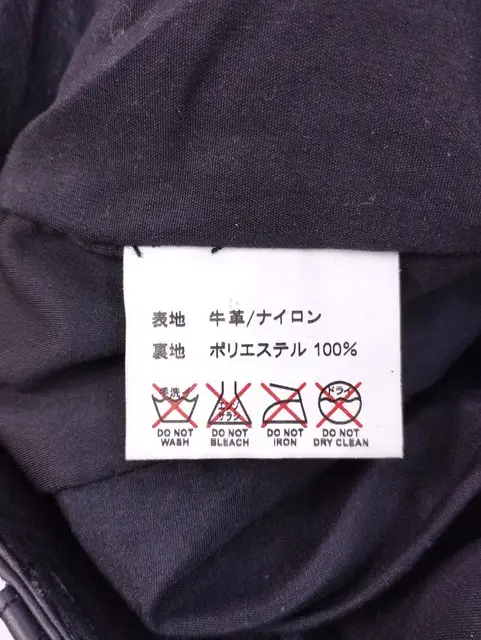 表地 牛革/ナイロン
裏地 ポリエステル 100%
手洗イ エンソサラシ ドライ
DO NOT WASH DO NOT BLEACH DO NOT IRON DO NOT DRY CLEAN